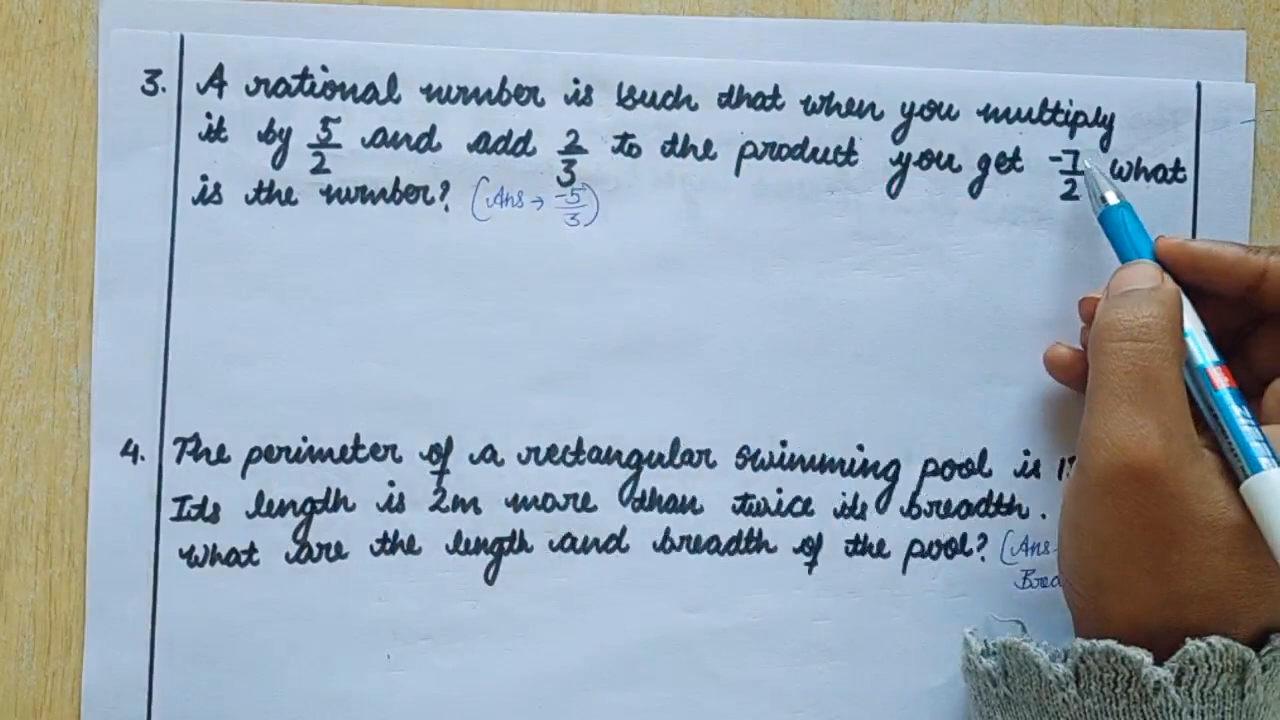 3. A rational number is such that when you multiply
it by 5/2 and add 2/3 to the product you get -7/2 what
is the number? (Ans → -5/3)
4. The perimeter of a rectangular swimming pool is
Its length is 2m more than twice its breadth.
What are the length and breadth of the pool? (Ans-